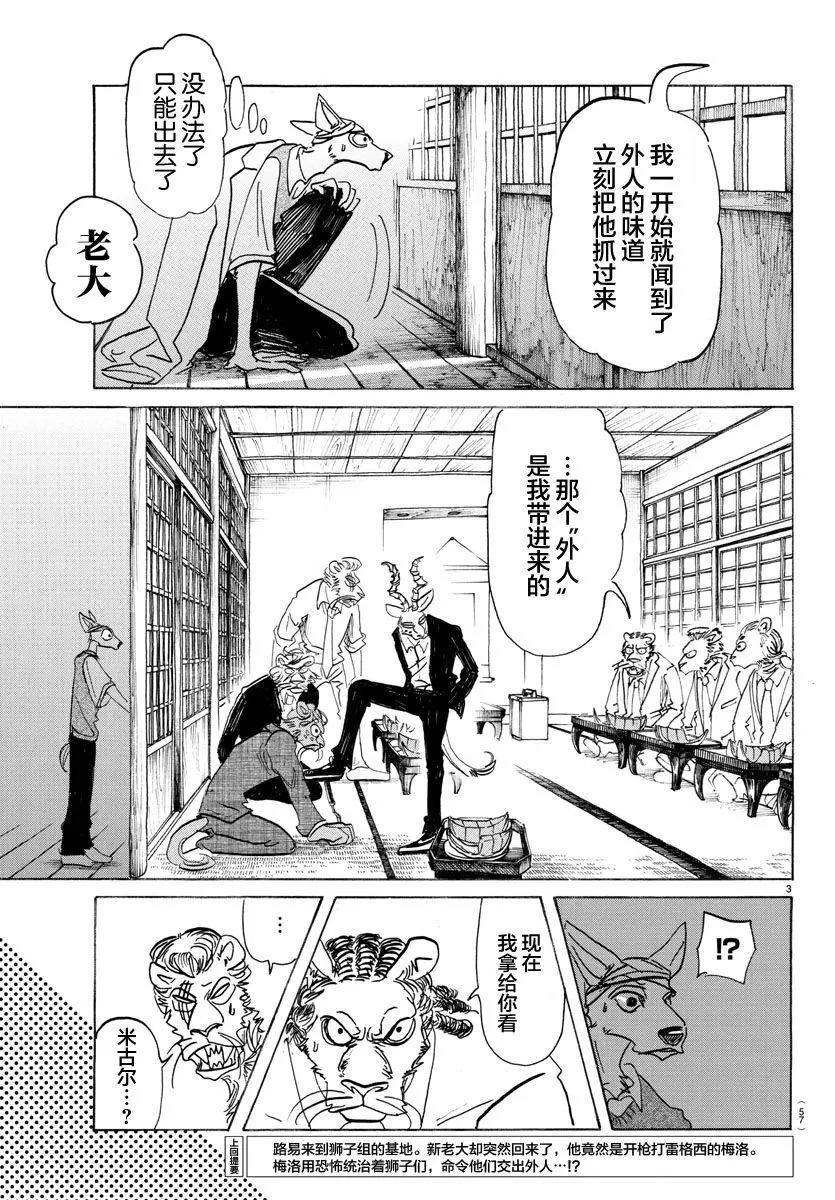 我一开始就闻到了
外人的味道
立刻把他抓过来
没办法了
只能出去了
老大
…那个“外人”
是我带进来的
3
!?
现在
我拿给你看
…
米古尔
…?
(57)
上回提要
路易来到狮子组的基地。新老大却突然回来了，他竟然是开枪打雷格西的梅洛。
梅洛用恐怖统治着狮子们，命令他们交出外人…!?